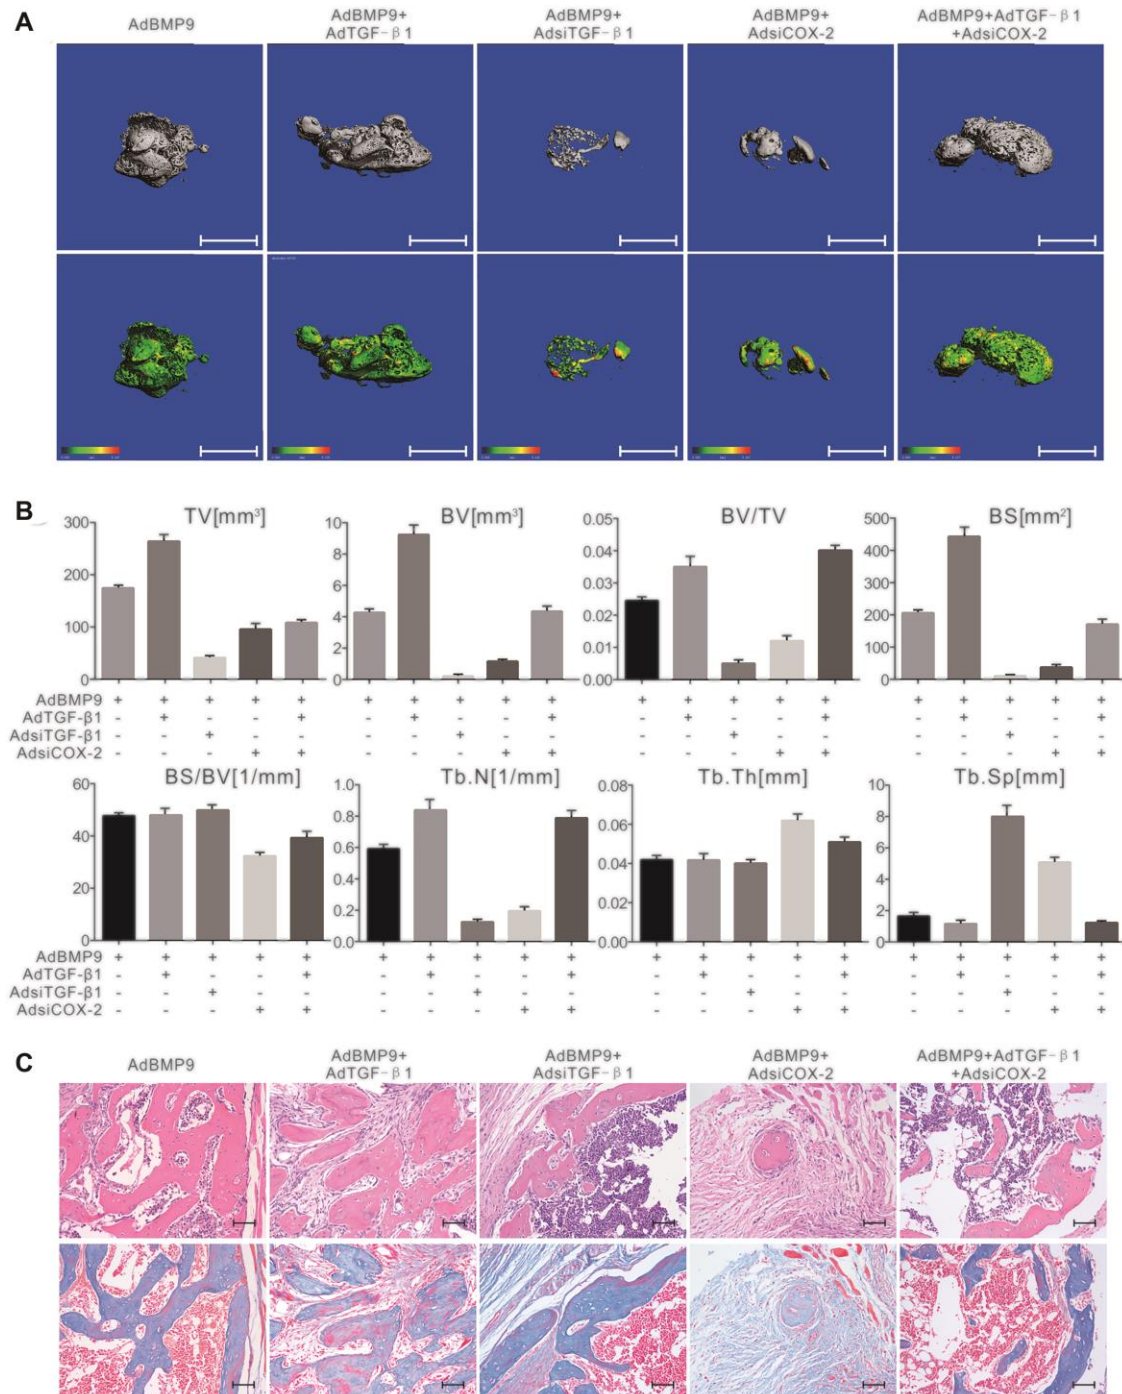 A
AdBMP9
AdBMP9+
AdTGF-β1
AdBMP9+
AdsiTGF-β1
AdBMP9+
AdsiCOX-2
AdBMP9+AdTGF-β1
+AdsiCOX-2
B
TV[mm³]
300
200
100
0
BV[mm³]
10
8
6
4
2
0
BV/TV
0.05
0.04
0.03
0.02
0.01
0.00
BS[mm²]
500
400
300
200
100
0
AdBMP9 + + + + + + + + + + + + + + + + + + + +
AdTGF-β1 - + - - + - + - - + - + - - + - + - - +
AdsiTGF-β1 - - + - - - - + - - - - + - - - - + - -
AdsiCOX-2 - - - + + - - - + + - - - + + - - - + +
BS/BV[1/mm]
60
40
20
0
Tb.N[1/mm]
1.0
0.8
0.6
0.4
0.2
0.0
Tb.Th[mm]
0.08
0.06
0.04
0.02
0.00
Tb.Sp[mm]
10
8
6
4
2
0
AdBMP9 + + + + + + + + + + + + + + + + + + + +
AdTGF-β1 - + - - + - + - - + - + - - + - + - - +
AdsiTGF-β1 - - + - - - - + - - - - + - - - - + - -
AdsiCOX-2 - - - + + - - - + + - - - + + - - - + +
C
AdBMP9
AdBMP9+
AdTGF-β1
AdBMP9+
AdsiTGF-β1
AdBMP9+
AdsiCOX-2
AdBMP9+AdTGF-β1
+AdsiCOX-2